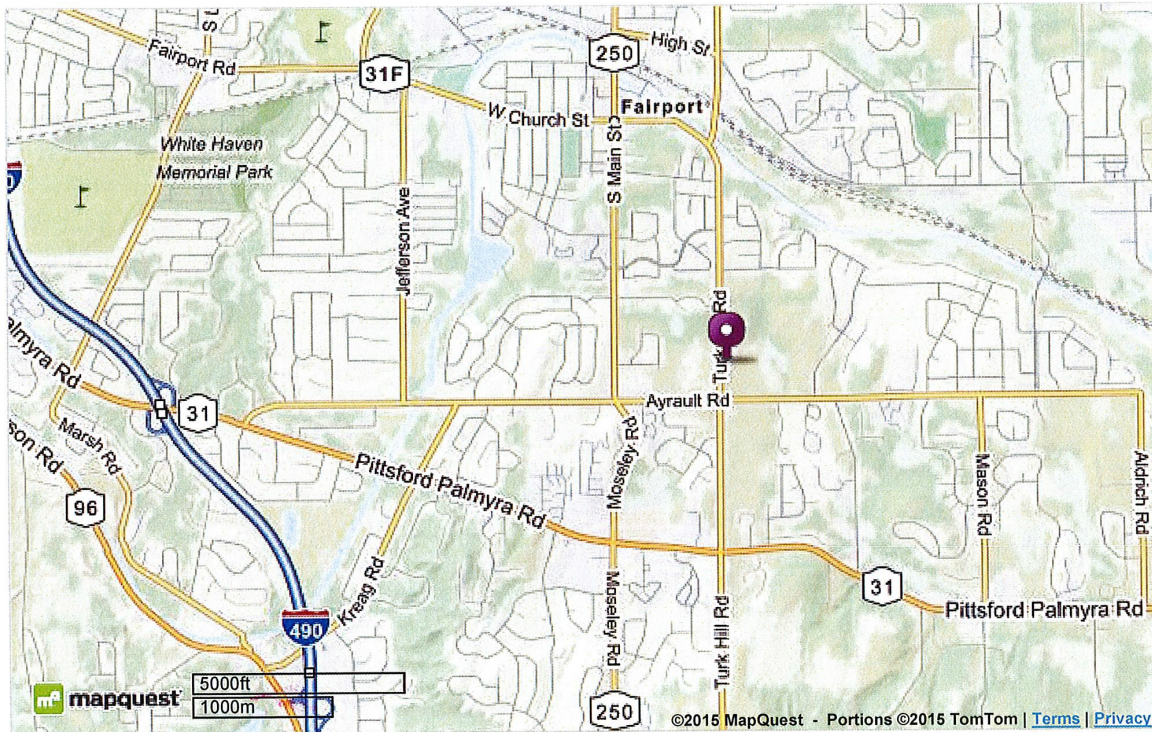 Fairport Rd
31F
250
High St
Fairport
W Church St
White Haven
Memorial Park
S Main St
Jefferson Ave
Rd
Turk
Palmyra Rd
31
Ayrault Rd
Marsh Rd
son Rd
96
Pittsford Palmyra Rd
Moseley Rd
Mason Rd
Aldrich Rd
Kreag Rd
490
Moseley Rd
Turk Hill Rd
31
Pittsford Palmyra Rd
250
mapquest
5000ft
1000m
©2015 MapQuest - Portions ©2015 TomTom | Terms | Privacy